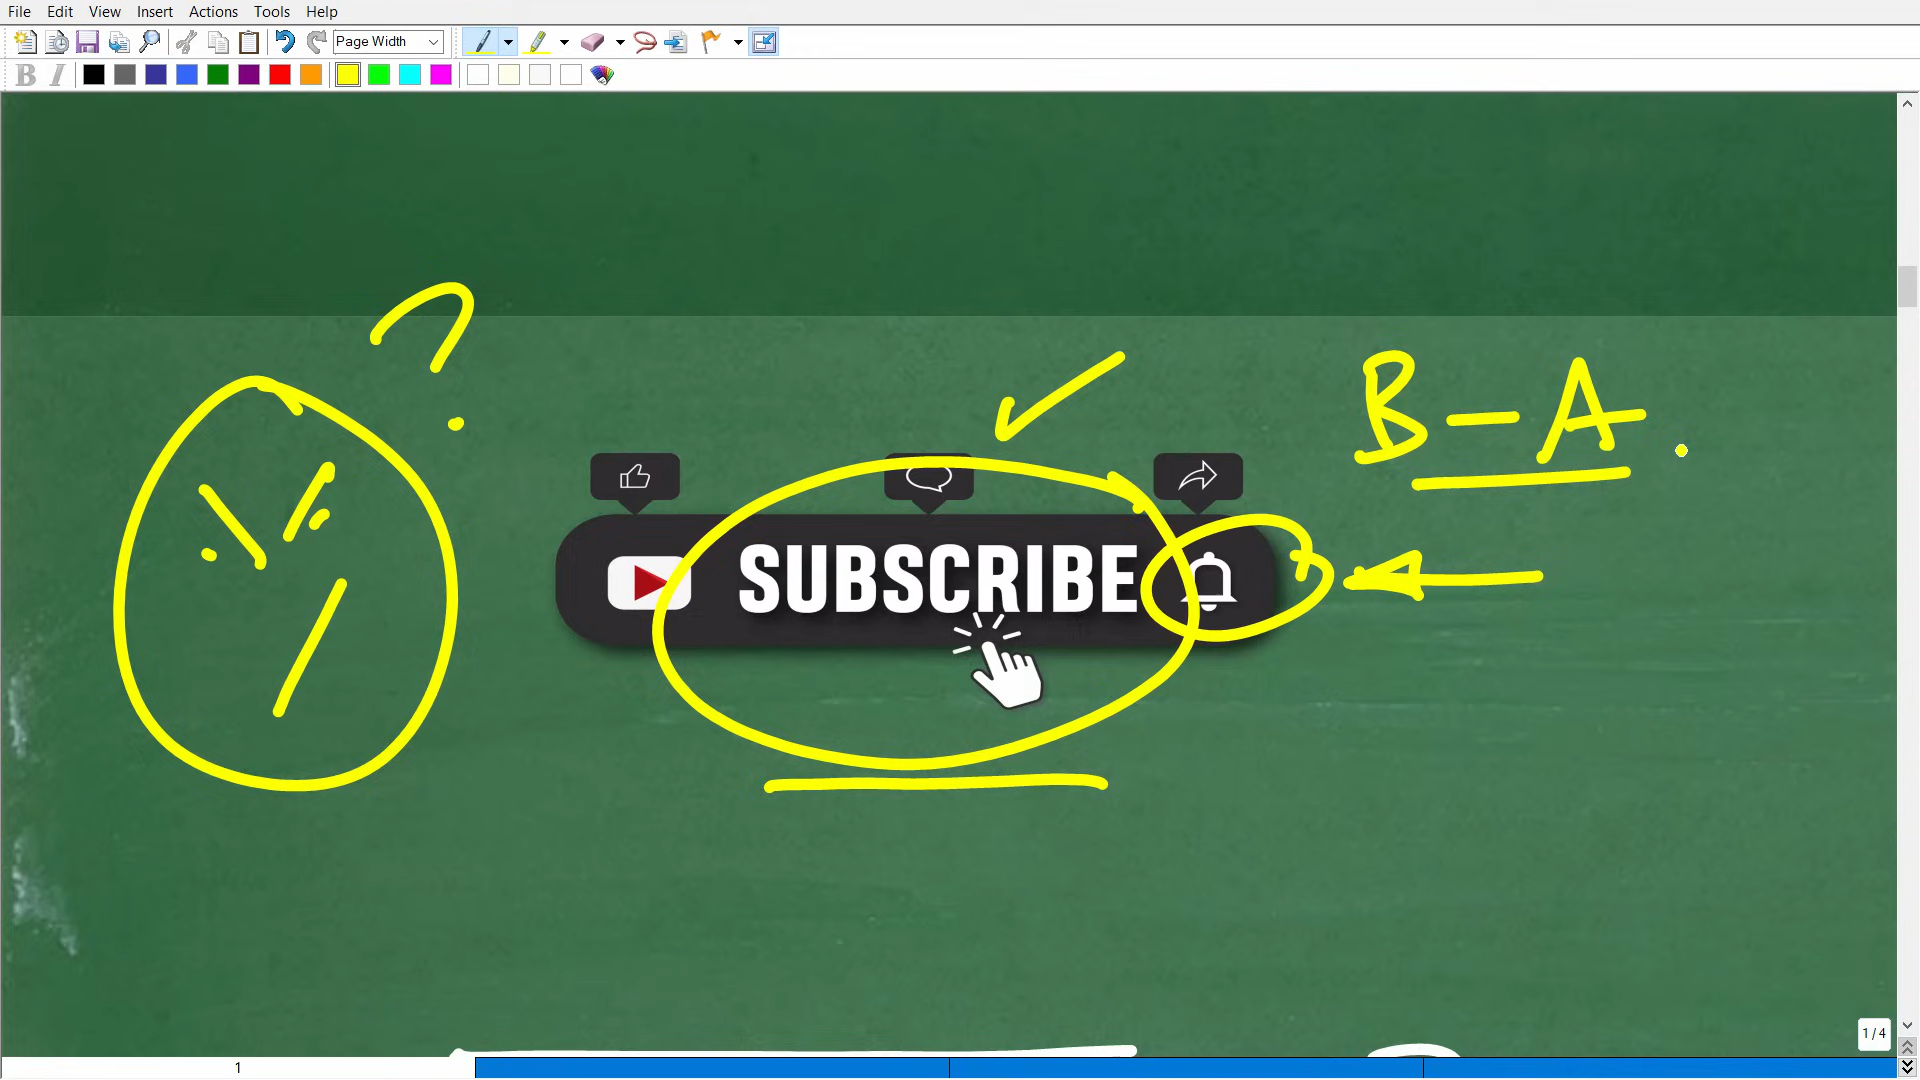 File Edit View Insert Actions Tools Help
Page Width
B I
?
B - A
SUBSCRIBE
1 / 4
1